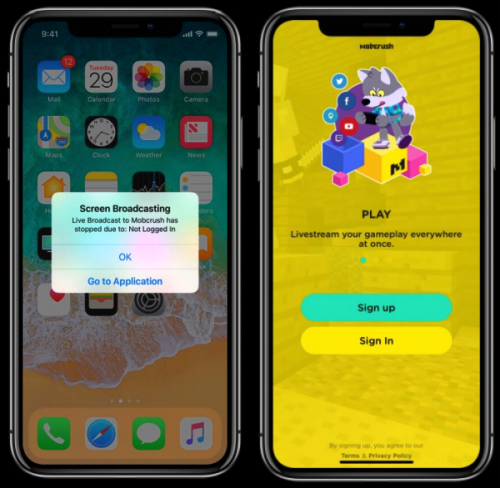 9:41
12
Mail
Tuesday
29
Calendar
Photos
Camera
Maps
Clock
Weather
News
Screen Broadcasting
Live Broadcast to Mobcrush has
stopped due to: Not Logged In
OK
Go to Application
Mobcrush
PLAY
Livestream your gameplay everywhere
at once.
Sign up
Sign In
By signing up, you agree to our
Terms & Privacy Policy